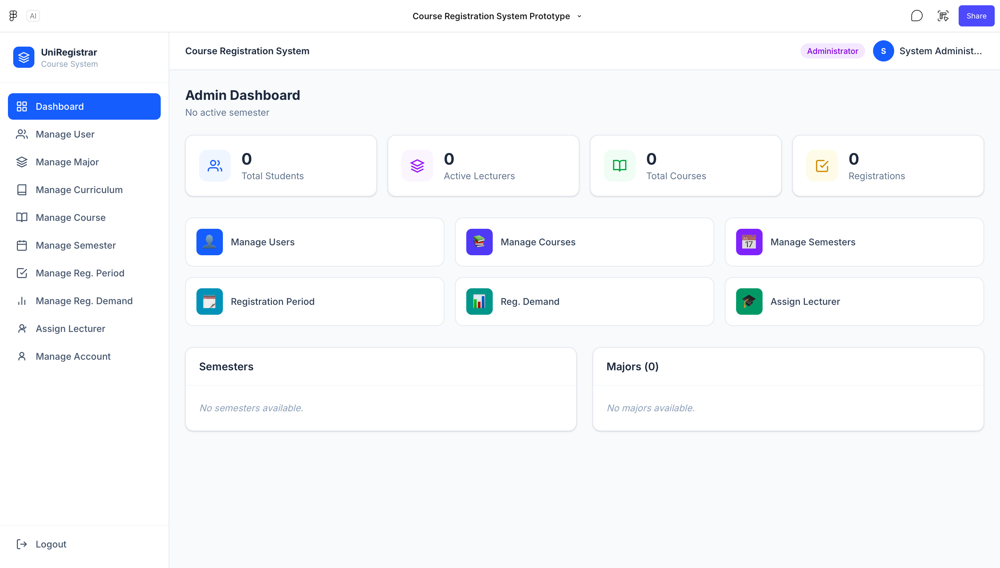 AI
Course Registration System Prototype
Share
UniRegistrar
Course System
Dashboard
Manage User
Manage Major
Manage Curriculum
Manage Course
Manage Semester
Manage Reg. Period
Manage Reg. Demand
Assign Lecturer
Manage Account
Logout
Course Registration System
Administrator
S
System Administ...
Admin Dashboard
No active semester
0
Total Students
0
Active Lecturers
0
Total Courses
0
Registrations
Manage Users
Manage Courses
JUL
17
Manage Semesters
Registration Period
Reg. Demand
Assign Lecturer
Semesters
No semesters available.
Majors (0)
No majors available.